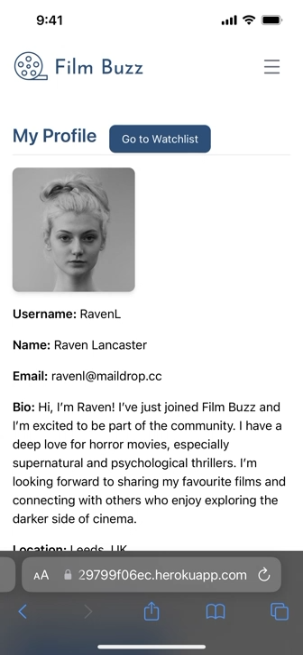 9:41
Film Buzz
My Profile
Go to Watchlist
Username: RavenL
Name: Raven Lancaster
Email: ravenl@maildrop.cc
Bio: Hi, I'm Raven! I've just joined Film Buzz and
I'm excited to be part of the community. I have a
deep love for horror movies, especially
supernatural and psychological thrillers. I'm
looking forward to sharing my favourite films and
connecting with others who enjoy exploring the
darker side of cinema.
Location: Leeds, UK
AA 29799f06ec.herokuapp.com